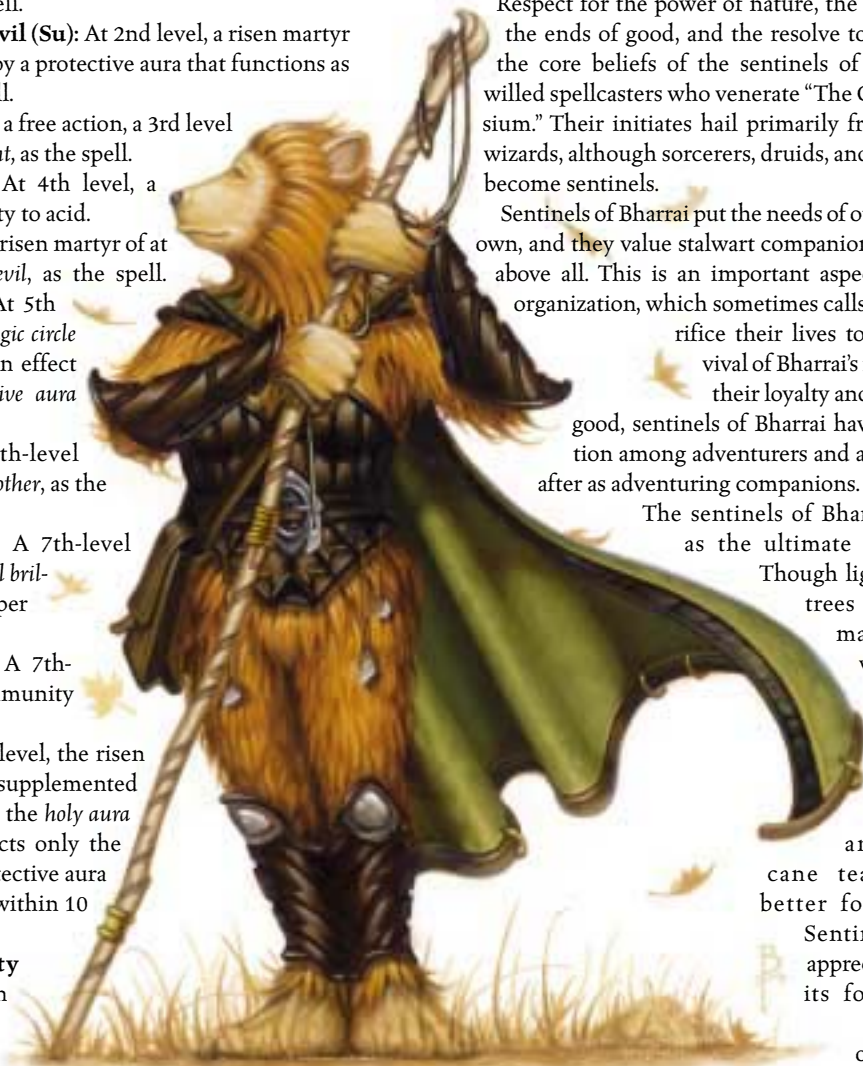 ell.
vil (Su): At 2nd level, a risen martyr
by a protective aura that functions as
ll.
a free action, a 3rd level
nt, as the spell.
At 4th level, a
ty to acid.
risen martyr of at
evil, as the spell.
At 5th
gic circle
n effect
ive aura
th-level
other, as the
A 7th-level
l bril-
per
A 7th-
munity
level, the risen
supplemented
the holy aura
cts only the
tective aura
within 10
ty
n
Respect for the power of nature, the
the ends of good, and the resolve to
the core beliefs of the sentinels of
willed spellcasters who venerate “The
sium.” Their initiates hail primarily fr
wizards, although sorcerers, druids, and
become sentinels.
Sentinels of Bharrai put the needs of o
own, and they value stalwart companion
above all. This is an important aspe
organization, which sometimes calls
rifice their lives to
vival of Bharrai’s
their loyalty and
good, sentinels of Bharrai hav
tion among adventurers and a
after as adventuring companions.
The sentinels of Bhar
as the ultimate
Though lig
trees
ma
an
cane tea
better fo
Sentin
appre
its fo